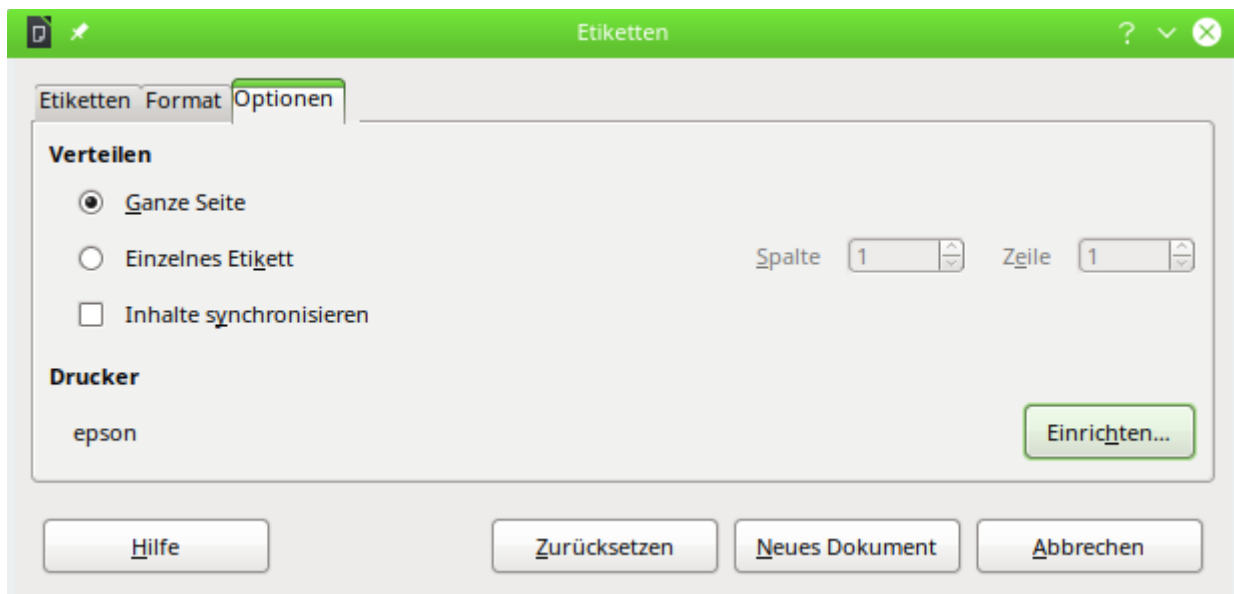 Etiketten
Etiketten Format Optionen
Verteilen
Ganze Seite
Einzelnes Etikett Spalte 1 Zeile 1
Inhalte synchronisieren
Drucker
epson Einrichten...
Hilfe Zurücksetzen Neues Dokument Abbrechen